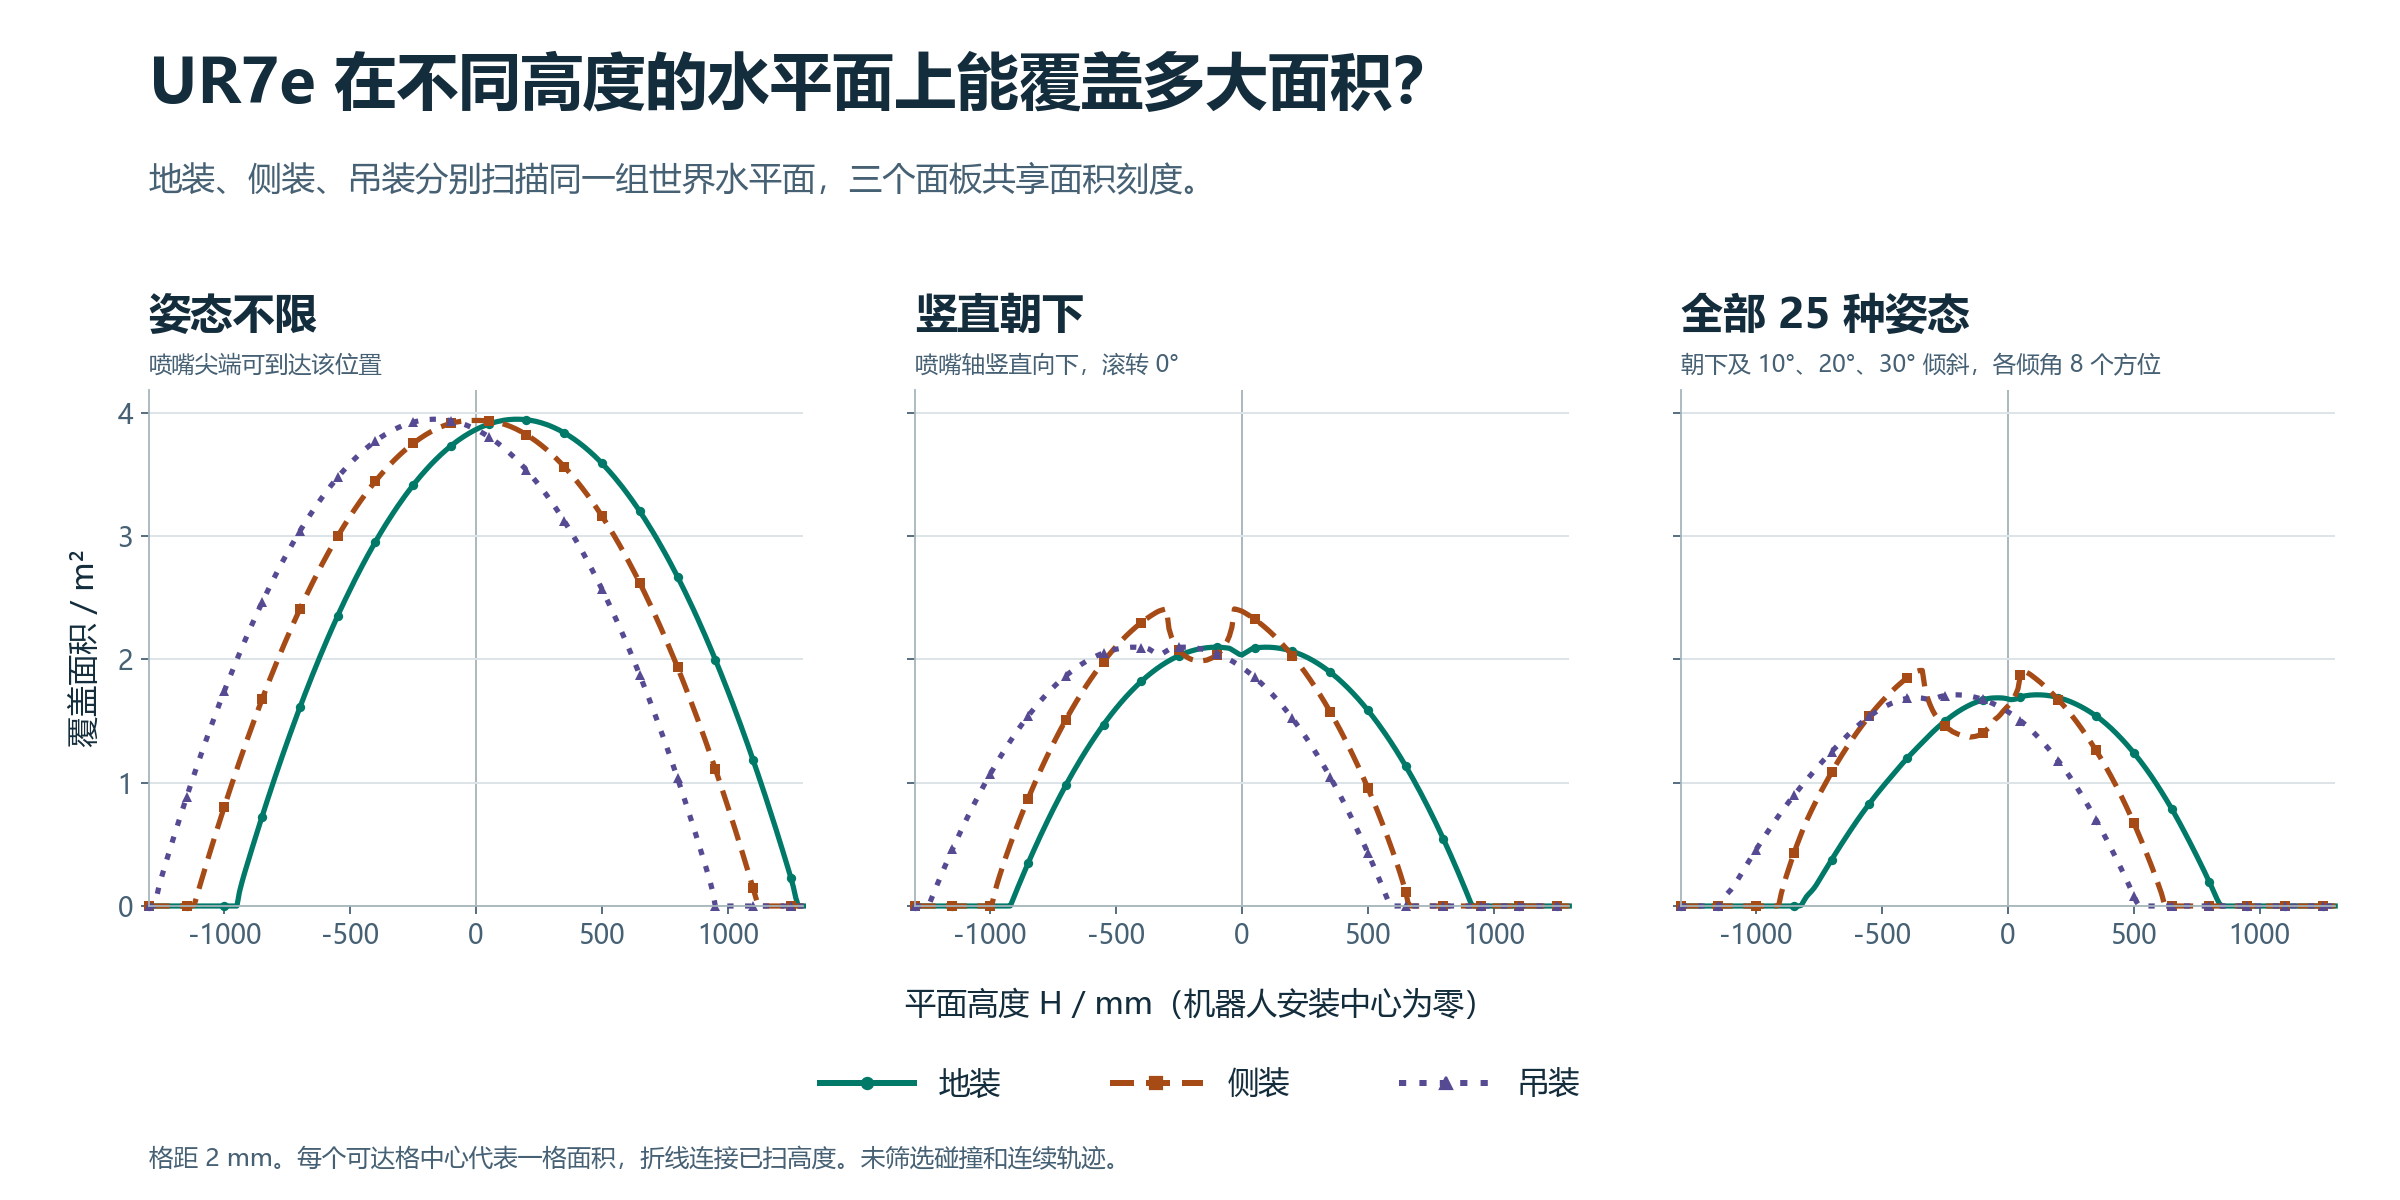 UR7e 在不同高度的水平面上能覆盖多大面积？
地装、侧装、吊装分别扫描同一组世界水平面，三个面板共享面积刻度。
姿态不限
喷嘴尖端可到达该位置
竖直朝下
喷嘴轴竖直向下，滚转 0°
全部 25 种姿态
朝下及 10°、20°、30° 倾斜，各倾角 8 个方位
覆盖面积 / m²
4
3
2
1
0
-1000 -500 0 500 1000
-1000 -500 0 500 1000
-1000 -500 0 500 1000
平面高度 H / mm（机器人安装中心为零）
地装 侧装 吊装
格距 2 mm。每个可达格中心代表一格面积，折线连接已扫高度。未筛选碰撞和连续轨迹。